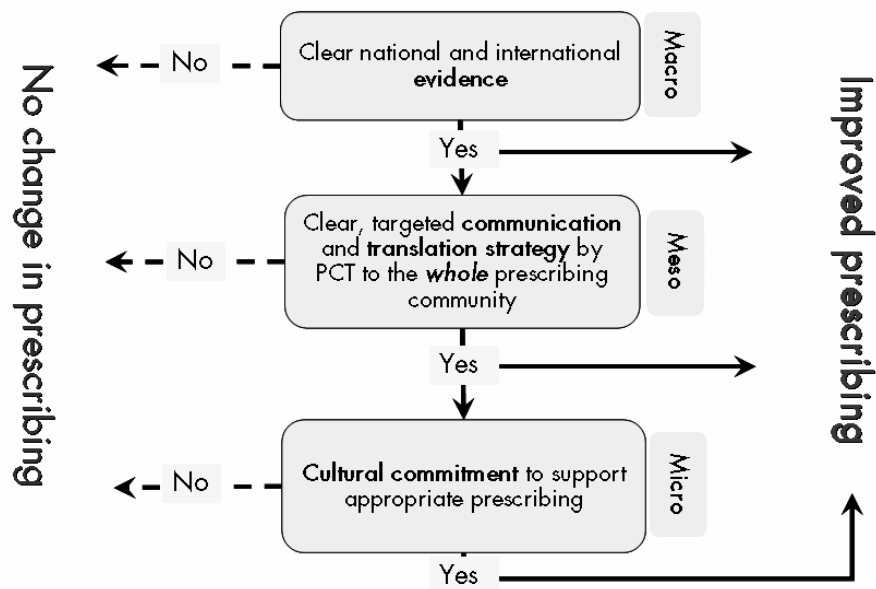 No change in prescribing
Clear national and international
evidence
Macro
No
Yes
Clear, targeted communication
and translation strategy by
PCT to the whole prescribing
community
Meso
No
Yes
Cultural commitment to support
appropriate prescribing
Micro
No
Yes
Improved prescribing